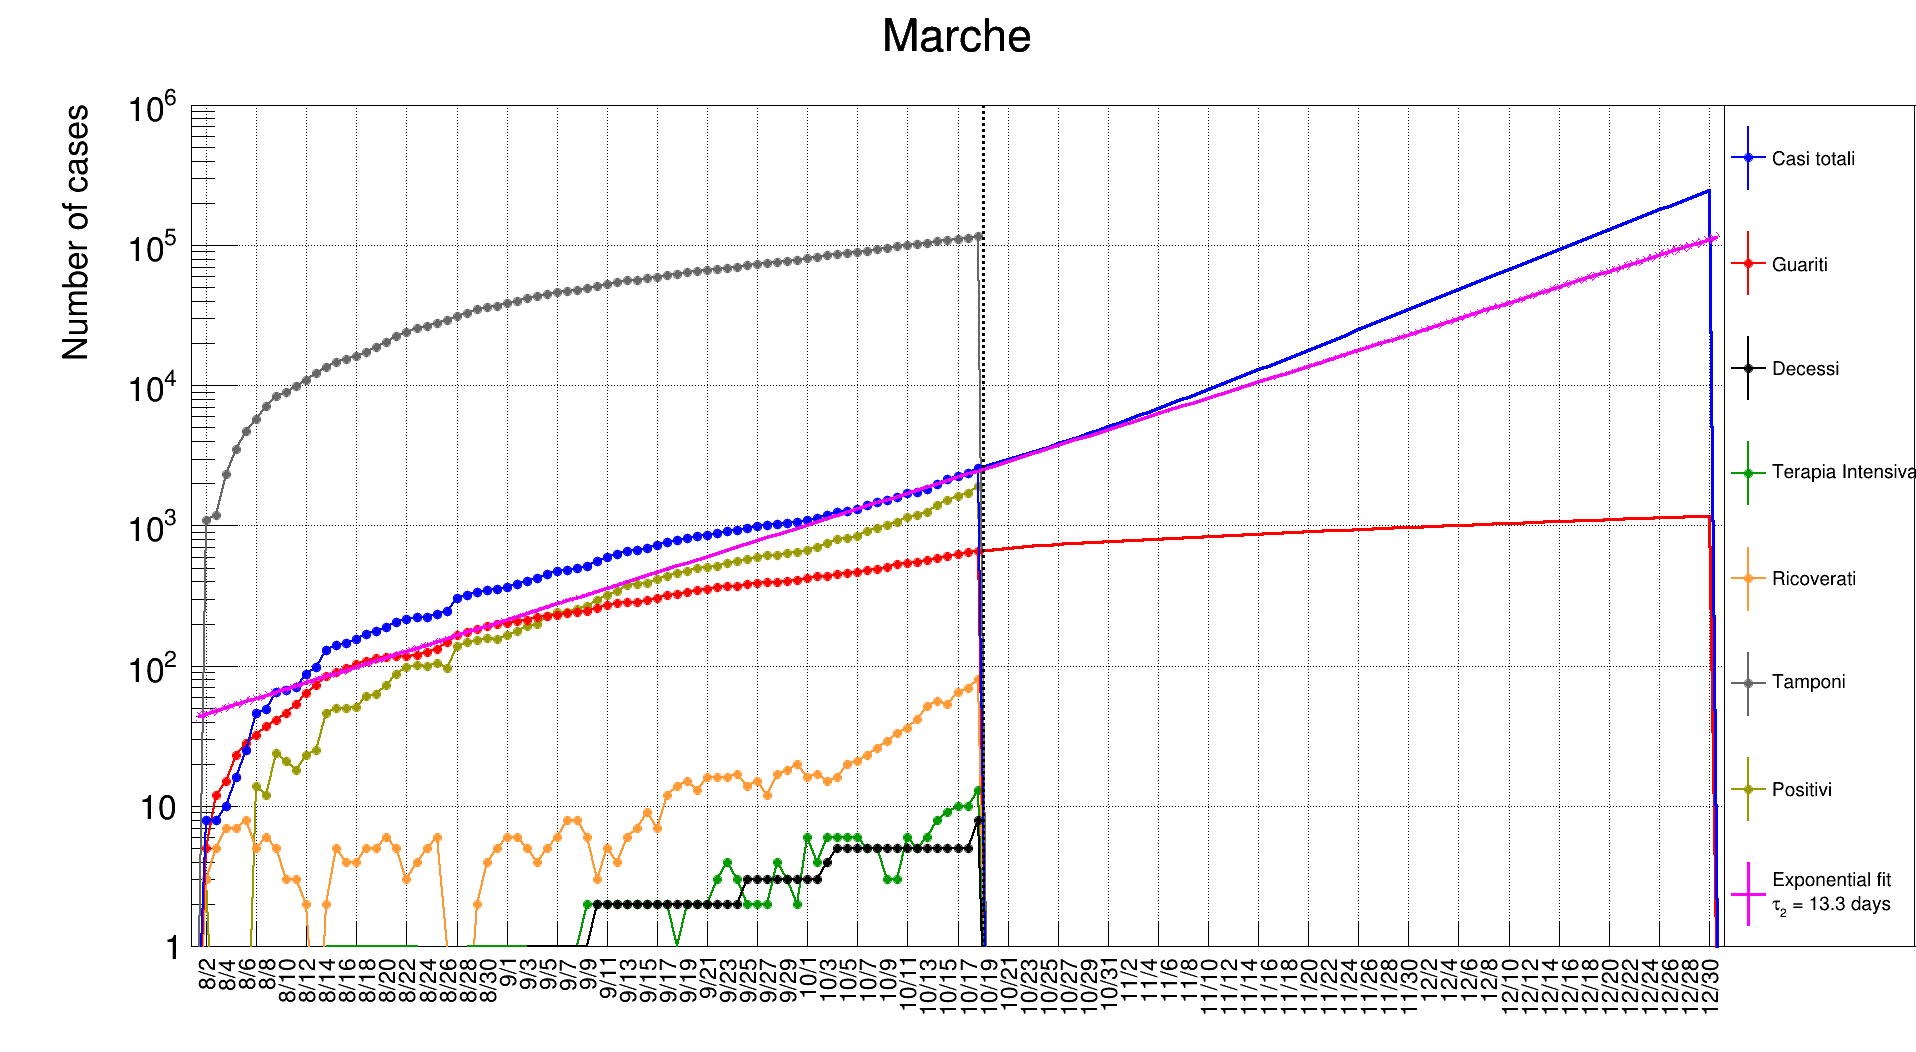 Marche
Number of cases
10^6
10^5
10^4
10^3
10^2
10
1
8/2 8/4 8/6 8/8 8/10 8/12 8/14 8/16 8/18 8/20 8/22 8/24 8/26 8/28 8/30 9/1 9/3 9/5 9/7 9/9 9/11 9/13 9/15 9/17 9/19 9/21 9/23 9/25 9/27 9/29 10/1 10/3 10/5 10/7 10/9 10/11 10/13 10/15 10/17 10/19 10/21 10/23 10/25 10/27 10/29 10/31 11/2 11/4 11/6 11/8 11/10 11/12 11/14 11/16 11/18 11/20 11/22 11/24 11/26 11/28 11/30 12/2 12/4 12/6 12/8 12/10 12/12 12/14 12/16 12/18 12/20 12/22 12/24 12/26 12/28 12/30
Casi totali
Guariti
Decessi
Terapia Intensiva
Ricoverati
Tamponi
Positivi
Exponential fit
τ₂ = 13.3 days